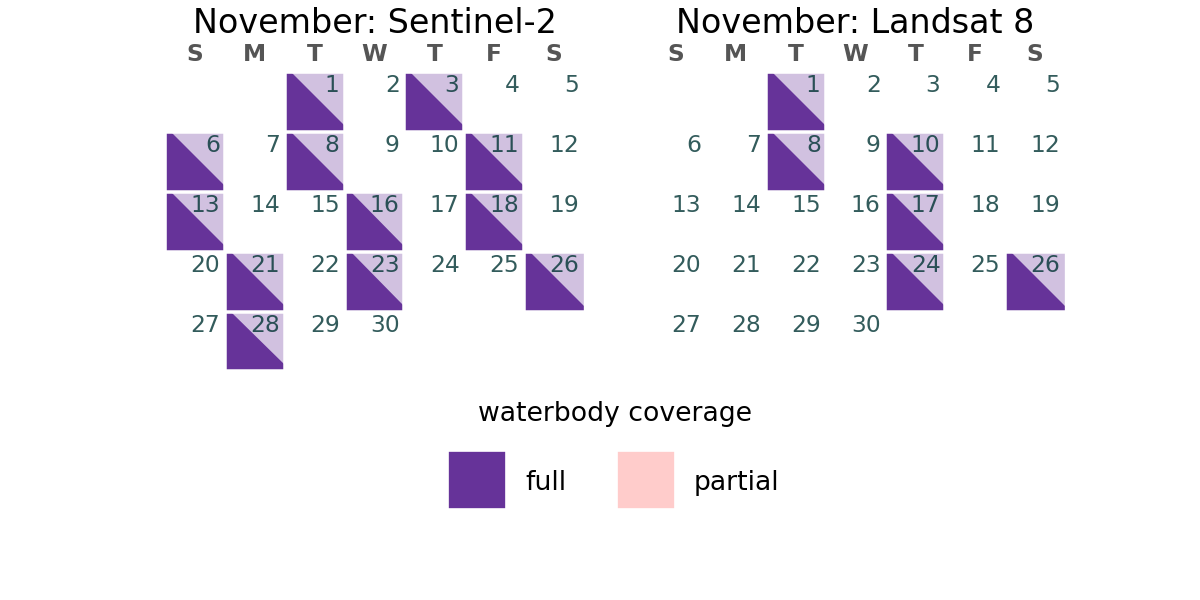 November: Sentinel-2
S M T W T F S
1 2 3 4 5
6 7 8 9 10 11 12
13 14 15 16 17 18 19
20 21 22 23 24 25 26
27 28 29 30
November: Landsat 8
S M T W T F S
1 2 3 4 5
6 7 8 9 10 11 12
13 14 15 16 17 18 19
20 21 22 23 24 25 26
27 28 29 30
waterbody coverage
full partial